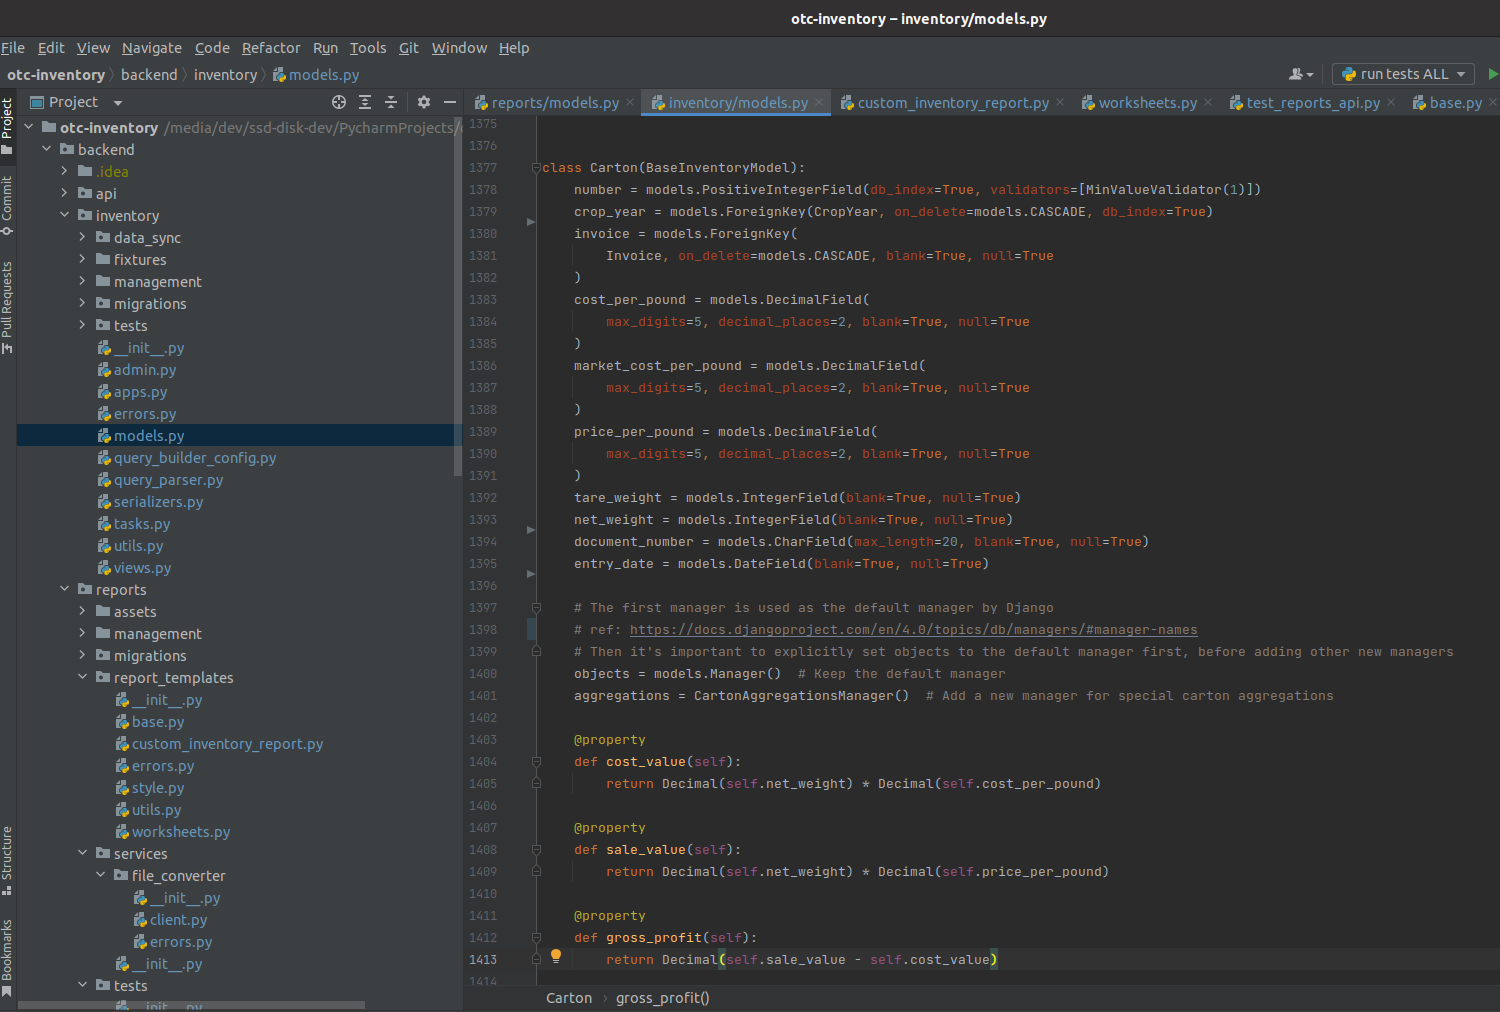 otc-inventory – inventory/models.py
File Edit View Navigate Code Refactor Run Tools Git Window Help
otc-inventory backend inventory models.py run tests ALL
Project
reports/models.py inventory/models.py custom_inventory_report.py worksheets.py test_reports_api.py base.py
Project
Commit
Pull Requests
Structure
Bookmarks
otc-inventory /media/dev/ssd-disk-dev/PycharmProjects/
backend
.idea
api
inventory
data_sync
fixtures
management
migrations
tests
__init__.py
admin.py
apps.py
errors.py
models.py
query_builder_config.py
query_parser.py
serializers.py
tasks.py
utils.py
views.py
reports
assets
management
migrations
report_templates
__init__.py
base.py
custom_inventory_report.py
errors.py
style.py
utils.py
worksheets.py
services
file_converter
__init__.py
client.py
errors.py
__init__.py
tests
__init__.py
1375
1376
1377 class Carton(BaseInventoryModel):
1378 number = models.PositiveIntegerField(db_index=True, validators=[MinValueValidator(1)])
1379 crop_year = models.ForeignKey(CropYear, on_delete=models.CASCADE, db_index=True)
1380 invoice = models.ForeignKey(
1381 Invoice, on_delete=models.CASCADE, blank=True, null=True
1382 )
1383 cost_per_pound = models.DecimalField(
1384 max_digits=5, decimal_places=2, blank=True, null=True
1385 )
1386 market_cost_per_pound = models.DecimalField(
1387 max_digits=5, decimal_places=2, blank=True, null=True
1388 )
1389 price_per_pound = models.DecimalField(
1390 max_digits=5, decimal_places=2, blank=True, null=True
1391 )
1392 tare_weight = models.IntegerField(blank=True, null=True)
1393 net_weight = models.IntegerField(blank=True, null=True)
1394 document_number = models.CharField(max_length=20, blank=True, null=True)
1395 entry_date = models.DateField(blank=True, null=True)
1396
1397 # The first manager is used as the default manager by Django
1398 # ref: https://docs.djangoproject.com/en/4.0/topics/db/managers/#manager-names
1399 # Then it's important to explicitly set objects to the default manager first, before adding other new managers
1400 objects = models.Manager() # Keep the default manager
1401 aggregations = CartonAggregationsManager() # Add a new manager for special carton aggregations
1402
1403 @property
1404 def cost_value(self):
1405 return Decimal(self.net_weight) * Decimal(self.cost_per_pound)
1406
1407 @property
1408 def sale_value(self):
1409 return Decimal(self.net_weight) * Decimal(self.price_per_pound)
1410
1411 @property
1412 def gross_profit(self):
1413 return Decimal(self.sale_value - self.cost_value)
1414
Carton gross_profit()